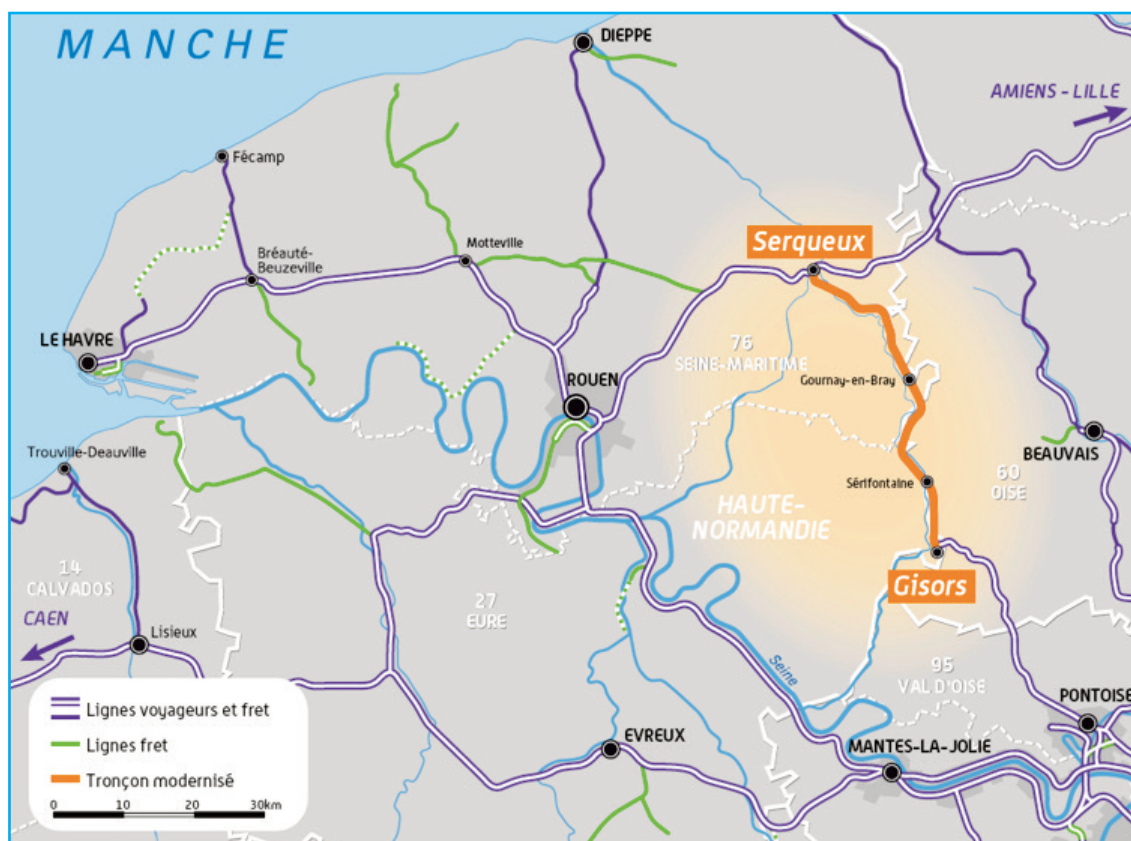 MANCHE
DIEPPE
AMIENS - LILLE
Fécamp
Serqueux
Motteville
Bréauté-
Beuzeville
LE HAVRE
76
SEINE-MARITIME
Gournay-en-Bray
ROUEN
BEAUVAIS
Trouville-Deauville
60
OISE
Sérifontaine
HAUTE-
NORMANDIE
14
CALVADOS
Gisors
27
EURE
CAEN
Lisieux
Seine
95
VAL D'OISE
PONTOISE
Lignes voyageurs et fret
EVREUX
MANTES-LA-JOLIE
Lignes fret
Tronçon modernisé
0 10 20 30km